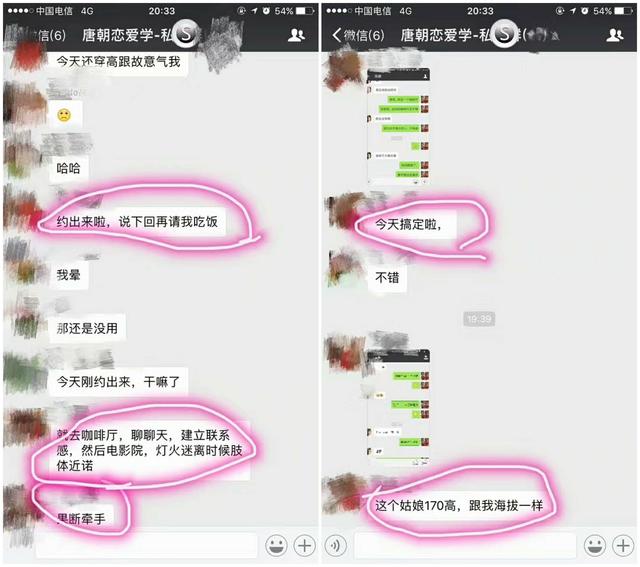 中国电信 4G 20:33 54%
微信(6) 唐朝恋爱学-私
今天还穿高跟故意气我
哈哈
约出来啦，说下回再请我吃饭
我晕
那还是没用
今天刚约出来，干嘛了
就去咖啡厅，聊聊天，建立联系
感，然后电影院，灯火迷离时候肢
体近诺
果断牵手
中国电信 4G 20:33 54%
微信(6) 唐朝恋爱学-私
今天搞定啦，
不错
19:39
这个姑娘170高，跟我海拔一样